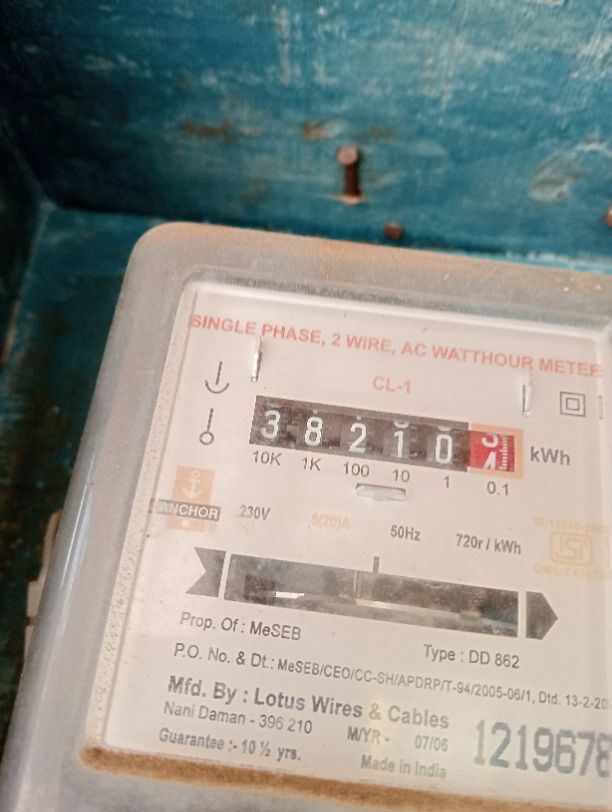 SINGLE PHASE, 2 WIRE, AC WATTHOUR METER
CL-1
3 8 2 1 0 kWh
10K 1K 100 10 1 0.1
ANCHOR 230V 5(20)A 50Hz 720r / kWh
ISI
Prop. Of : MeSEB
Type : DD 862
P.O. No. & Dt.: MeSEB/CEO/CC-SH/APDRP/T-94/2005-06/1, Dtd. 13-2-20
Mfd. By : Lotus Wires & Cables
Nani Daman - 396 210 M/YR - 07/06
Guarantee :- 10 ½ yrs. Made in India
1219678